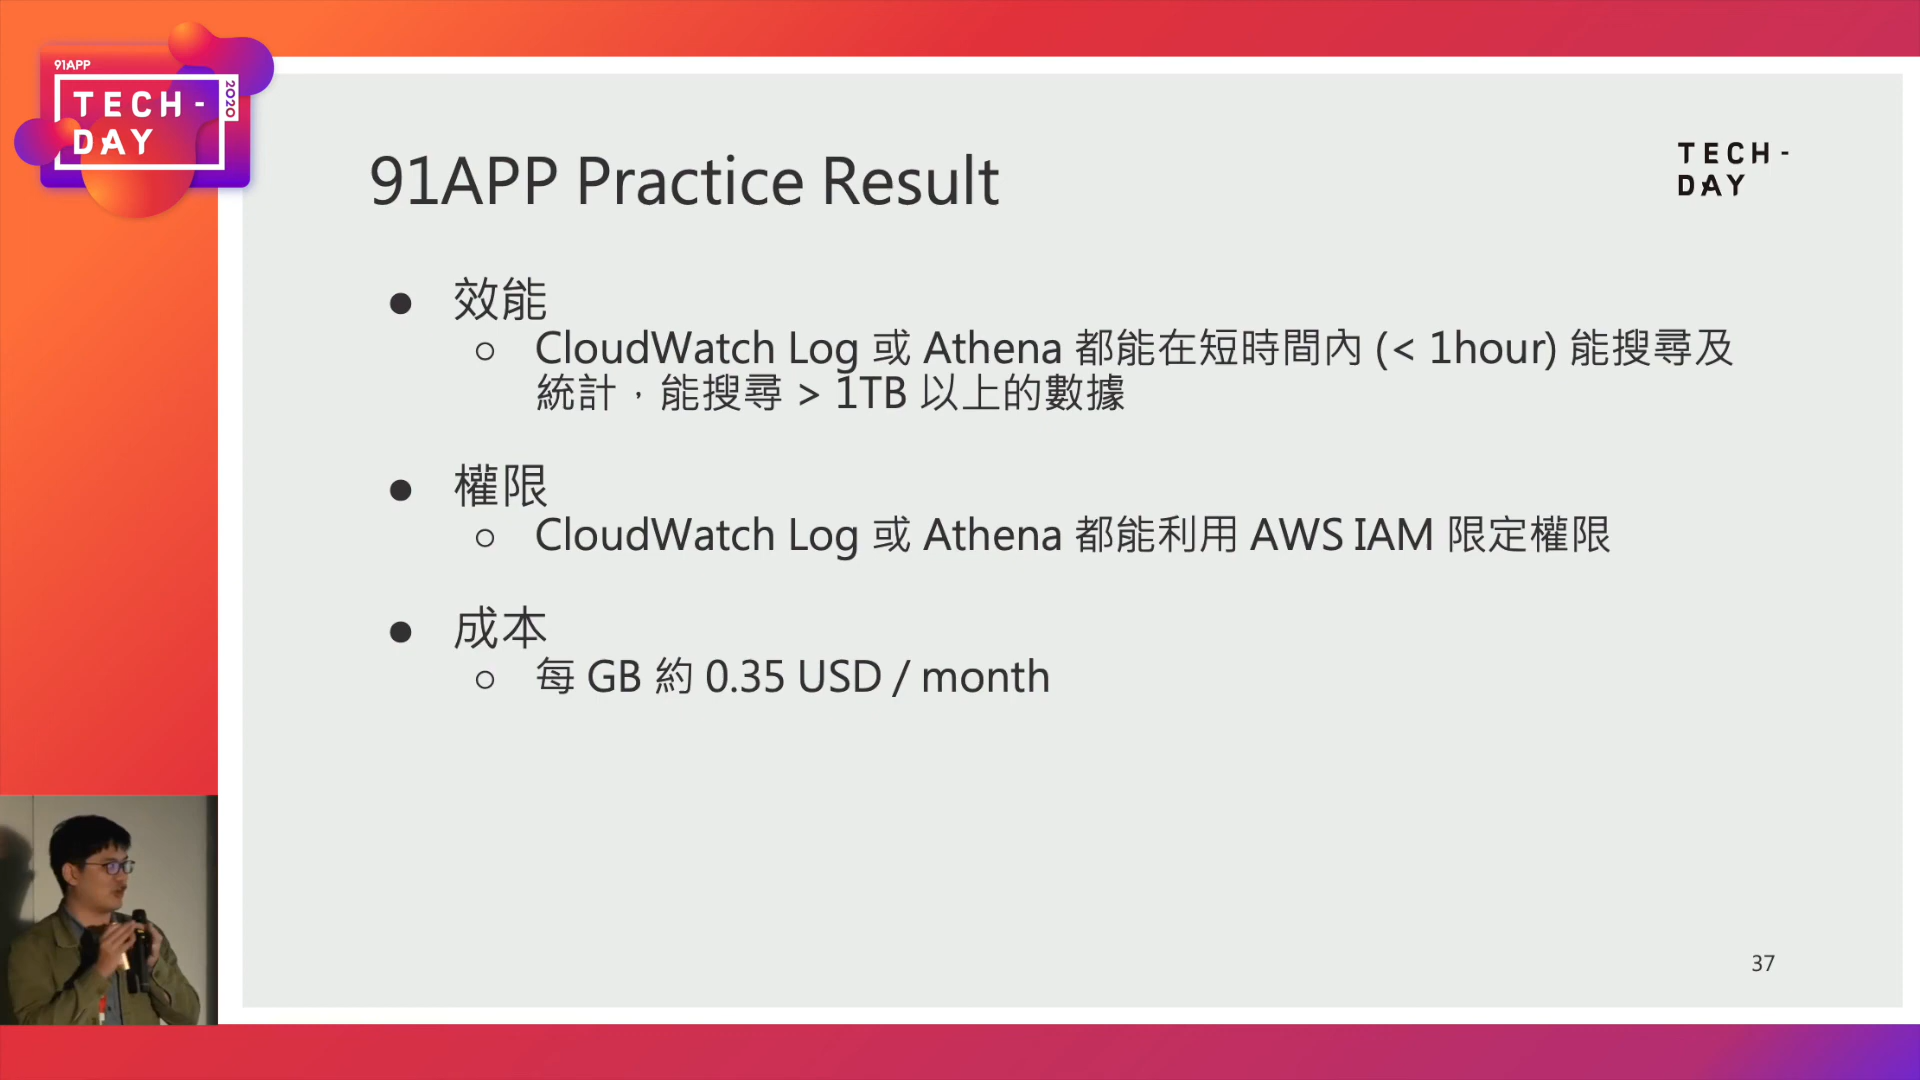 91APP
TECH-
DAY
2020
91APP Practice Result
TECH-
DAY
● 效能
○ CloudWatch Log 或 Athena 都能在短時間內 (< 1hour) 能搜尋及
統計，能搜尋 > 1TB 以上的數據
● 權限
○ CloudWatch Log 或 Athena 都能利用 AWS IAM 限定權限
● 成本
○ 每 GB 約 0.35 USD / month
37